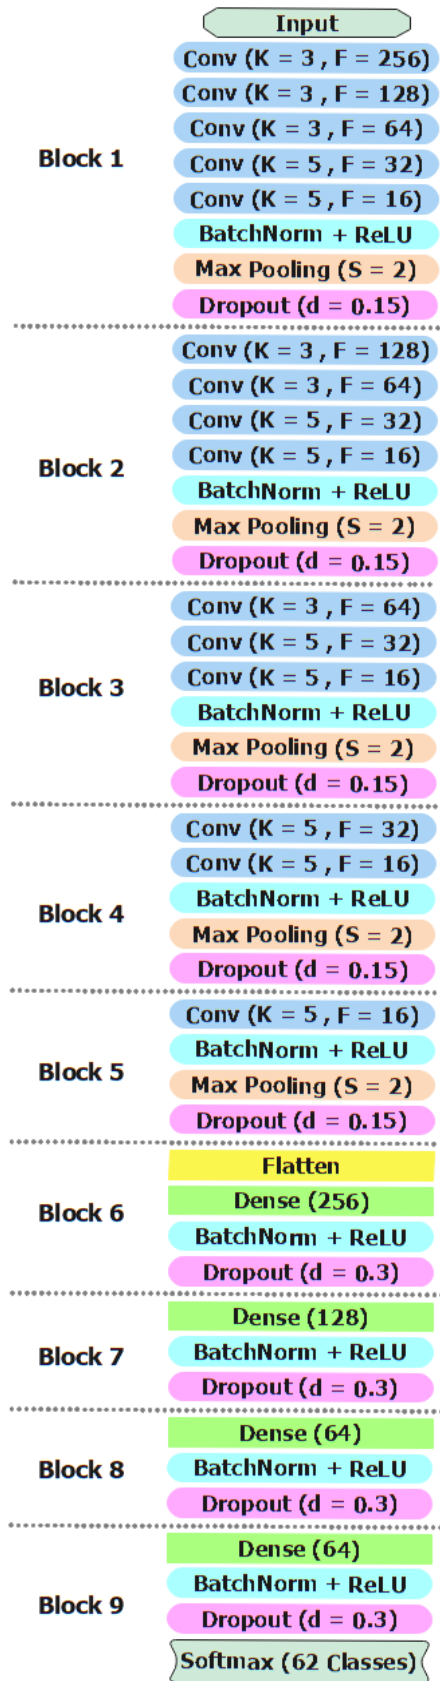 Input
Block 1
Conv (K = 3 , F = 256)
Conv (K = 3 , F = 128)
Conv (K = 3 , F = 64)
Conv (K = 5 , F = 32)
Conv (K = 5 , F = 16)
BatchNorm + ReLU
Max Pooling (S = 2)
Dropout (d = 0.15)
Block 2
Conv (K = 3 , F = 128)
Conv (K = 3 , F = 64)
Conv (K = 5 , F = 32)
Conv (K = 5 , F = 16)
BatchNorm + ReLU
Max Pooling (S = 2)
Dropout (d = 0.15)
Block 3
Conv (K = 3 , F = 64)
Conv (K = 5 , F = 32)
Conv (K = 5 , F = 16)
BatchNorm + ReLU
Max Pooling (S = 2)
Dropout (d = 0.15)
Block 4
Conv (K = 5 , F = 32)
Conv (K = 5 , F = 16)
BatchNorm + ReLU
Max Pooling (S = 2)
Dropout (d = 0.15)
Block 5
Conv (K = 5 , F = 16)
BatchNorm + ReLU
Max Pooling (S = 2)
Dropout (d = 0.15)
Block 6
Flatten
Dense (256)
BatchNorm + ReLU
Dropout (d = 0.3)
Block 7
Dense (128)
BatchNorm + ReLU
Dropout (d = 0.3)
Block 8
Dense (64)
BatchNorm + ReLU
Dropout (d = 0.3)
Block 9
Dense (64)
BatchNorm + ReLU
Dropout (d = 0.3)
Softmax (62 Classes)